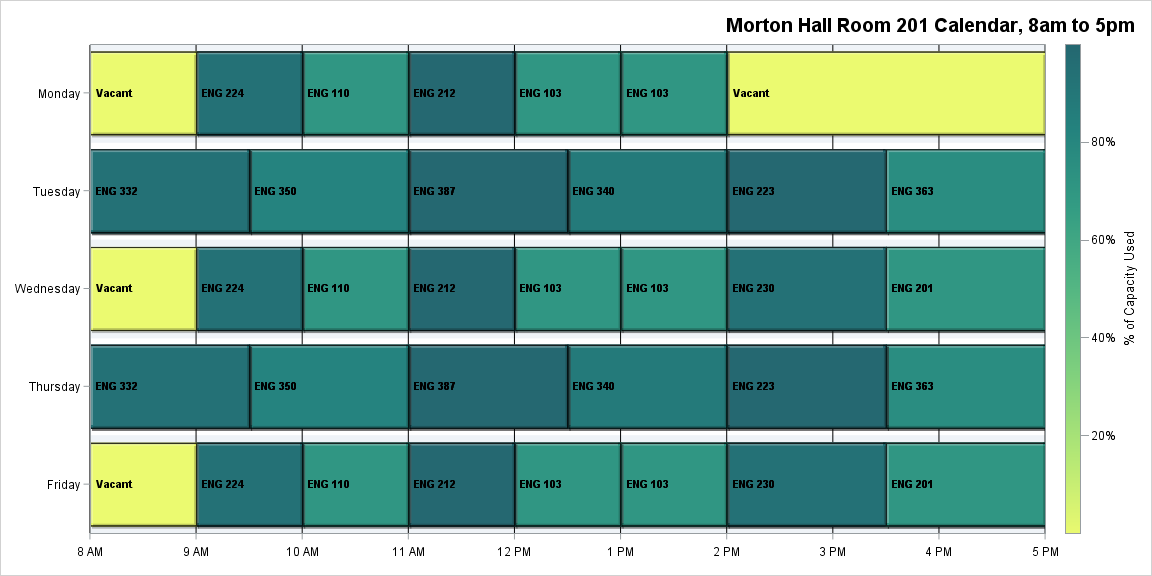 Morton Hall Room 201 Calendar, 8am to 5pm
Monday
Vacant
ENG 224
ENG 110
ENG 212
ENG 103
ENG 103
Vacant
Tuesday
ENG 332
ENG 350
ENG 387
ENG 340
ENG 223
ENG 363
Wednesday
Vacant
ENG 224
ENG 110
ENG 212
ENG 103
ENG 103
ENG 230
ENG 201
Thursday
ENG 332
ENG 350
ENG 387
ENG 340
ENG 223
ENG 363
Friday
Vacant
ENG 224
ENG 110
ENG 212
ENG 103
ENG 103
ENG 230
ENG 201
8 AM
9 AM
10 AM
11 AM
12 PM
1 PM
2 PM
3 PM
4 PM
5 PM
80%
60%
40%
20%
% of Capacity Used